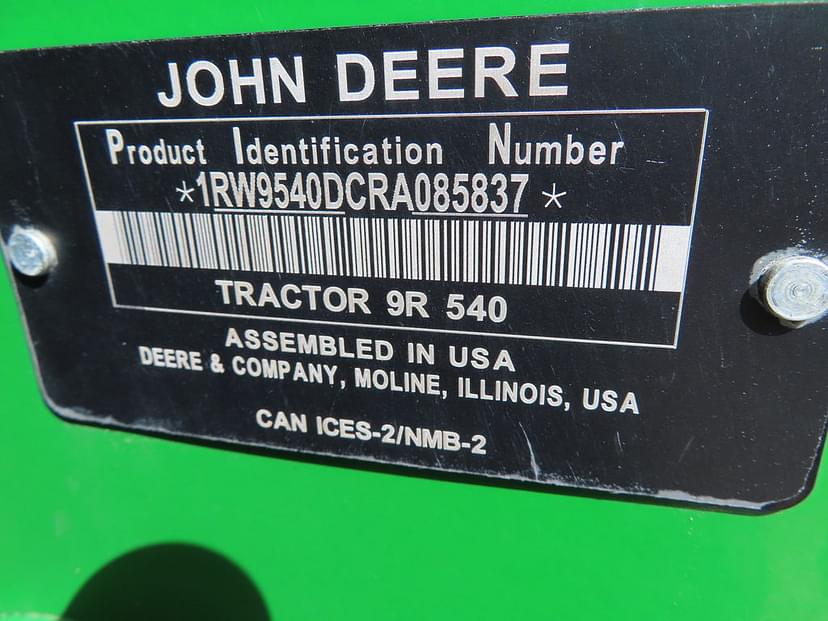 JOHN DEERE
Product Identification Number
*1RW9540DCRA085837*
TRACTOR 9R 540
ASSEMBLED IN USA
DEERE & COMPANY, MOLINE, ILLINOIS, USA
CAN ICES-2/NMB-2